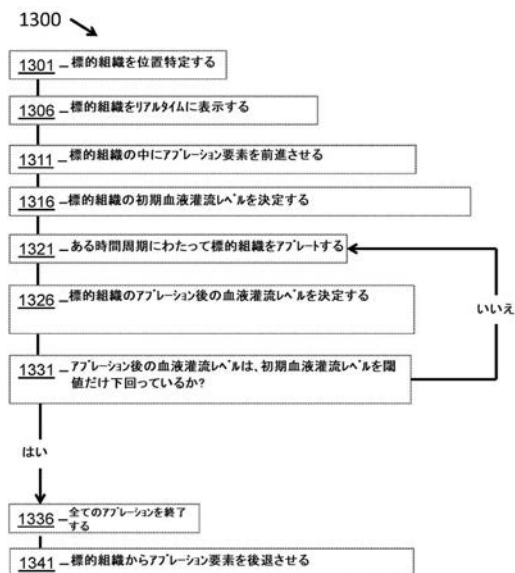 1300
1301 – 標的組織を位置特定する
1306 – 標的組織をリアルタイムに表示する
1311 – 標的組織の中にアブレーション要素を前進させる
1316 – 標的組織の初期血液灌流レベルを決定する
1321 – ある時間周期にわたって標的組織をアブレートする
1326 – 標的組織のアブレーション後の血液灌流レベルを決定する
いいえ
1331 – アブレーション後の血液灌流レベルは、初期血液灌流レベルを閾
値だけ下回っているか?
はい
1336 – 全てのアブレーションを終了
する
1341 – 標的組織からアブレーション要素を後退させる